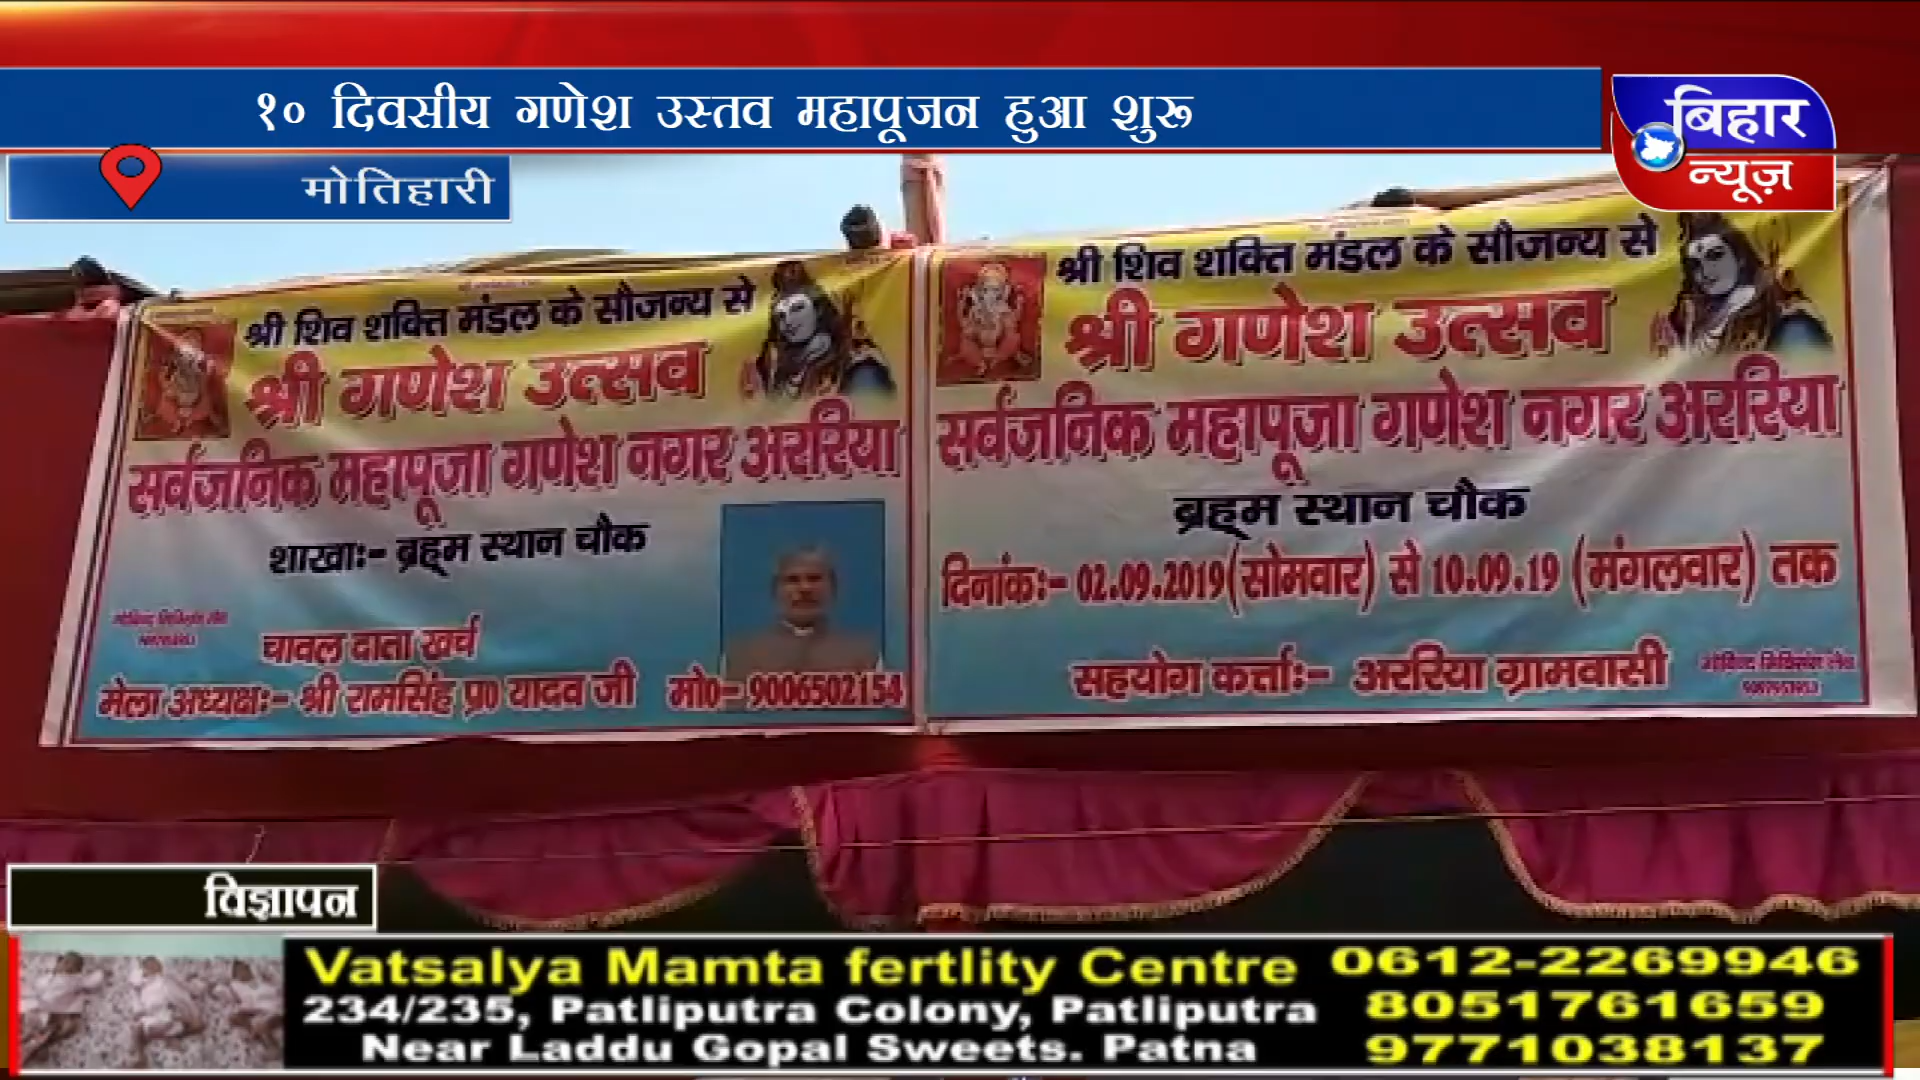 १० दिवसीय गणेश उस्तव महापूजन हुआ शुरू
बिहार
न्यूज़
मोतिहारी
श्री शिव शक्ति मंडल के सौजन्य से
श्री गणेश उत्सव
सर्वजनिक महापूजा गणेश नगर अररिया
शाखाः- ब्रह्म स्थान चौक
चावल दाता खर्च
मेला अध्यक्षः- श्री रामसिंह प्र० यादव जी मो०- 9006502154
श्री शिव शक्ति मंडल के सौजन्य से
श्री गणेश उत्सव
सर्वजनिक महापूजा गणेश नगर अररिया
ब्रह्म स्थान चौक
दिनांकः- 02.09.2019(सोमवार) से 10.09.19 (मंगलवार) तक
सहयोग कर्त्ताः- अररिया ग्रामवासी
विज्ञापन
Vatsalya Mamta fertlity Centre
234/235, Patliputra Colony, Patliputra
Near Laddu Gopal Sweets. Patna
0612-2269946
8051761659
9771038137